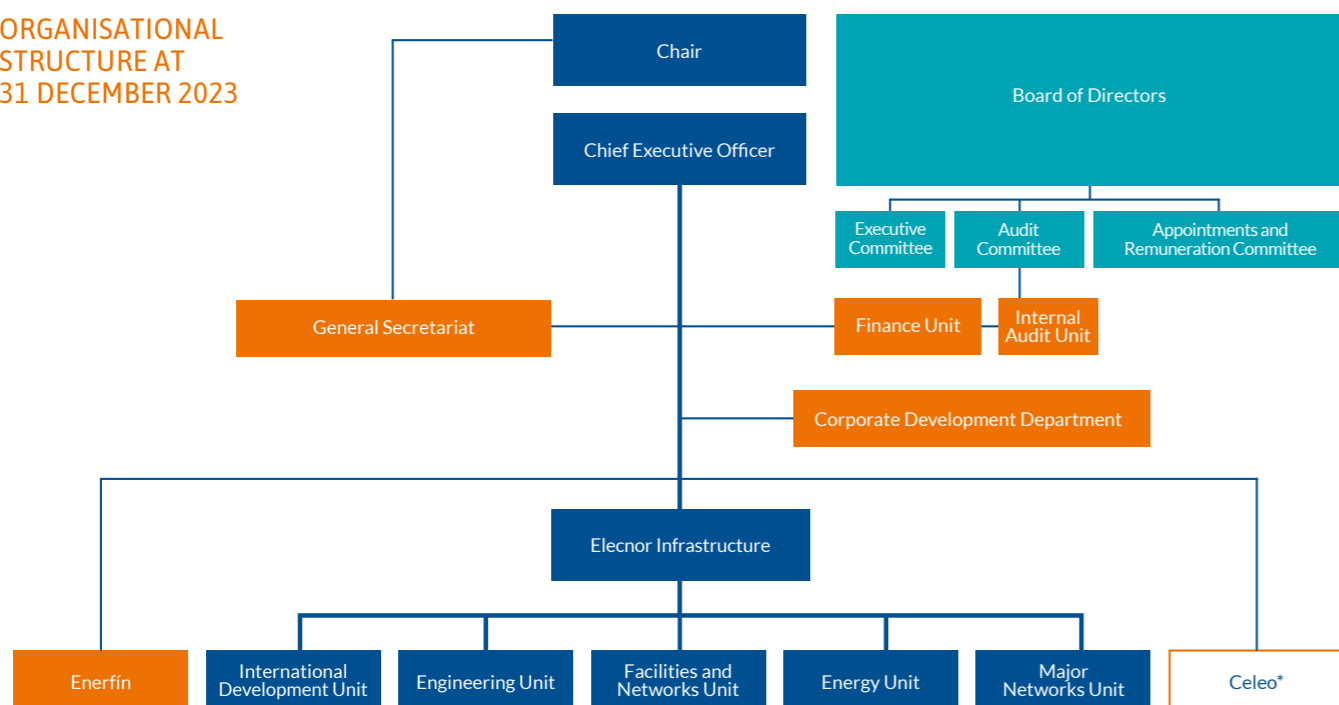 ORGANISATIONAL
STRUCTURE AT
31 DECEMBER 2023
Chair
Board of Directors
Chief Executive Officer
Executive
Committee
Audit
Committee
Appointments and
Remuneration Committee
General Secretariat
Finance Unit
Internal
Audit Unit
Corporate Development Department
Elecnor Infrastructure
Enerfín
International
Development Unit
Engineering Unit
Facilities and
Networks Unit
Energy Unit
Major
Networks Unit
Celeo*